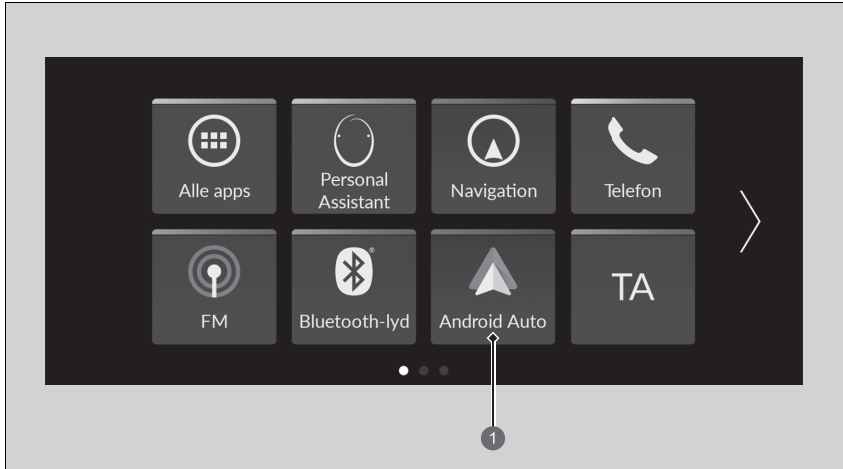 Alle apps
Personal
Assistant
Navigation
Telefon
FM
®
Bluetooth-lyd
Android Auto
TA
1